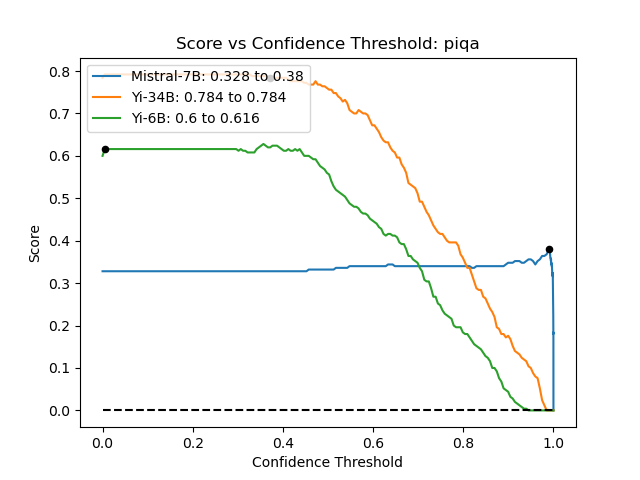 Score vs Confidence Threshold: piqa
Mistral-7B: 0.328 to 0.38
Yi-34B: 0.784 to 0.784
Yi-6B: 0.6 to 0.616
Score
0.8
0.7
0.6
0.5
0.4
0.3
0.2
0.1
0.0
0.0 0.2 0.4 0.6 0.8 1.0
Confidence Threshold